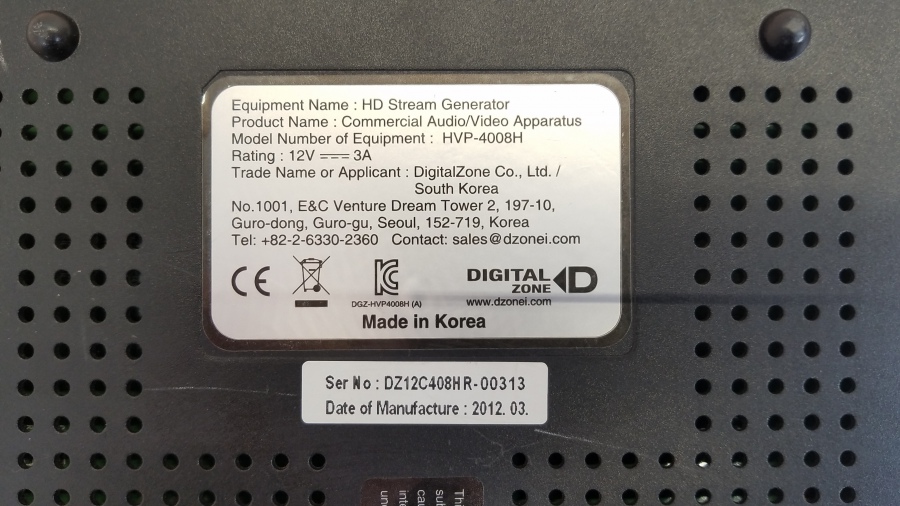 Equipment Name : HD Stream Generator
Product Name : Commercial Audio/Video Apparatus
Model Number of Equipment : HVP-4008H
Rating : 12V ⎓ 3A
Trade Name or Applicant : DigitalZone Co., Ltd. /
South Korea
No.1001, E&C Venture Dream Tower 2, 197-10,
Guro-dong, Guro-gu, Seoul, 152-719, Korea
Tel: +82-2-6330-2360 Contact: sales@dzonei.com
CE
DGZ-HVP4008H (A)
DIGITAL
ZONE
www.dzonei.com
Made in Korea
Ser No : DZ12C408HR-00313
Date of Manufacture : 2012. 03.